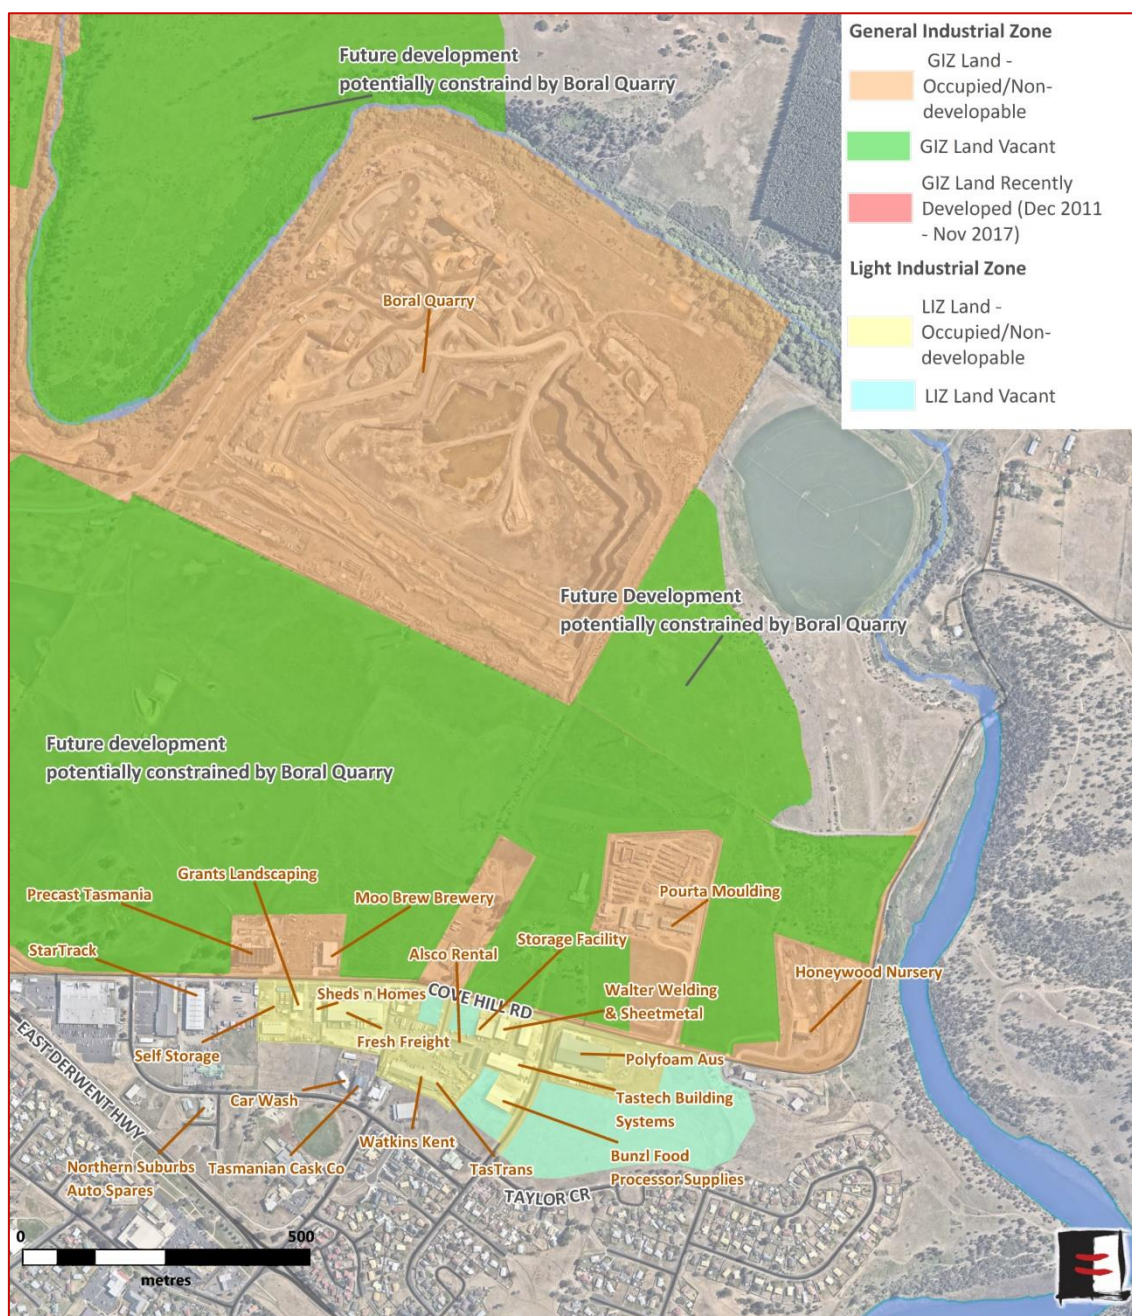 Future development
potentially constraind by Boral Quarry
General Industrial Zone
GIZ Land -
Occupied/Non-
developable
GIZ Land Vacant
GIZ Land Recently
Developed (Dec 2011
- Nov 2017)
Light Industrial Zone
LIZ Land -
Occupied/Non-
developable
LIZ Land Vacant
Boral Quarry
Future Development
potentially constrained by Boral Quarry
Future development
potentially constrained by Boral Quarry
Grants Landscaping
Precast Tasmania
Moo Brew Brewery
Pourta Moulding
StarTrack
Alsco Rental
Storage Facility
Honeywood Nursery
COVE HILL RD
Sheds n Homes
Walter Welding
& Sheetmetal
Self Storage
Fresh Freight
Polyfoam Aus
EAST DERWENT HWY
Car Wash
Tastech Building
Systems
Watkins Kent
Bunzl Food
Processor Supplies
Northern Suburbs
Auto Spares
Tasmanian Cask Co
TasTrans
TAYLOR CR
0 500
metres